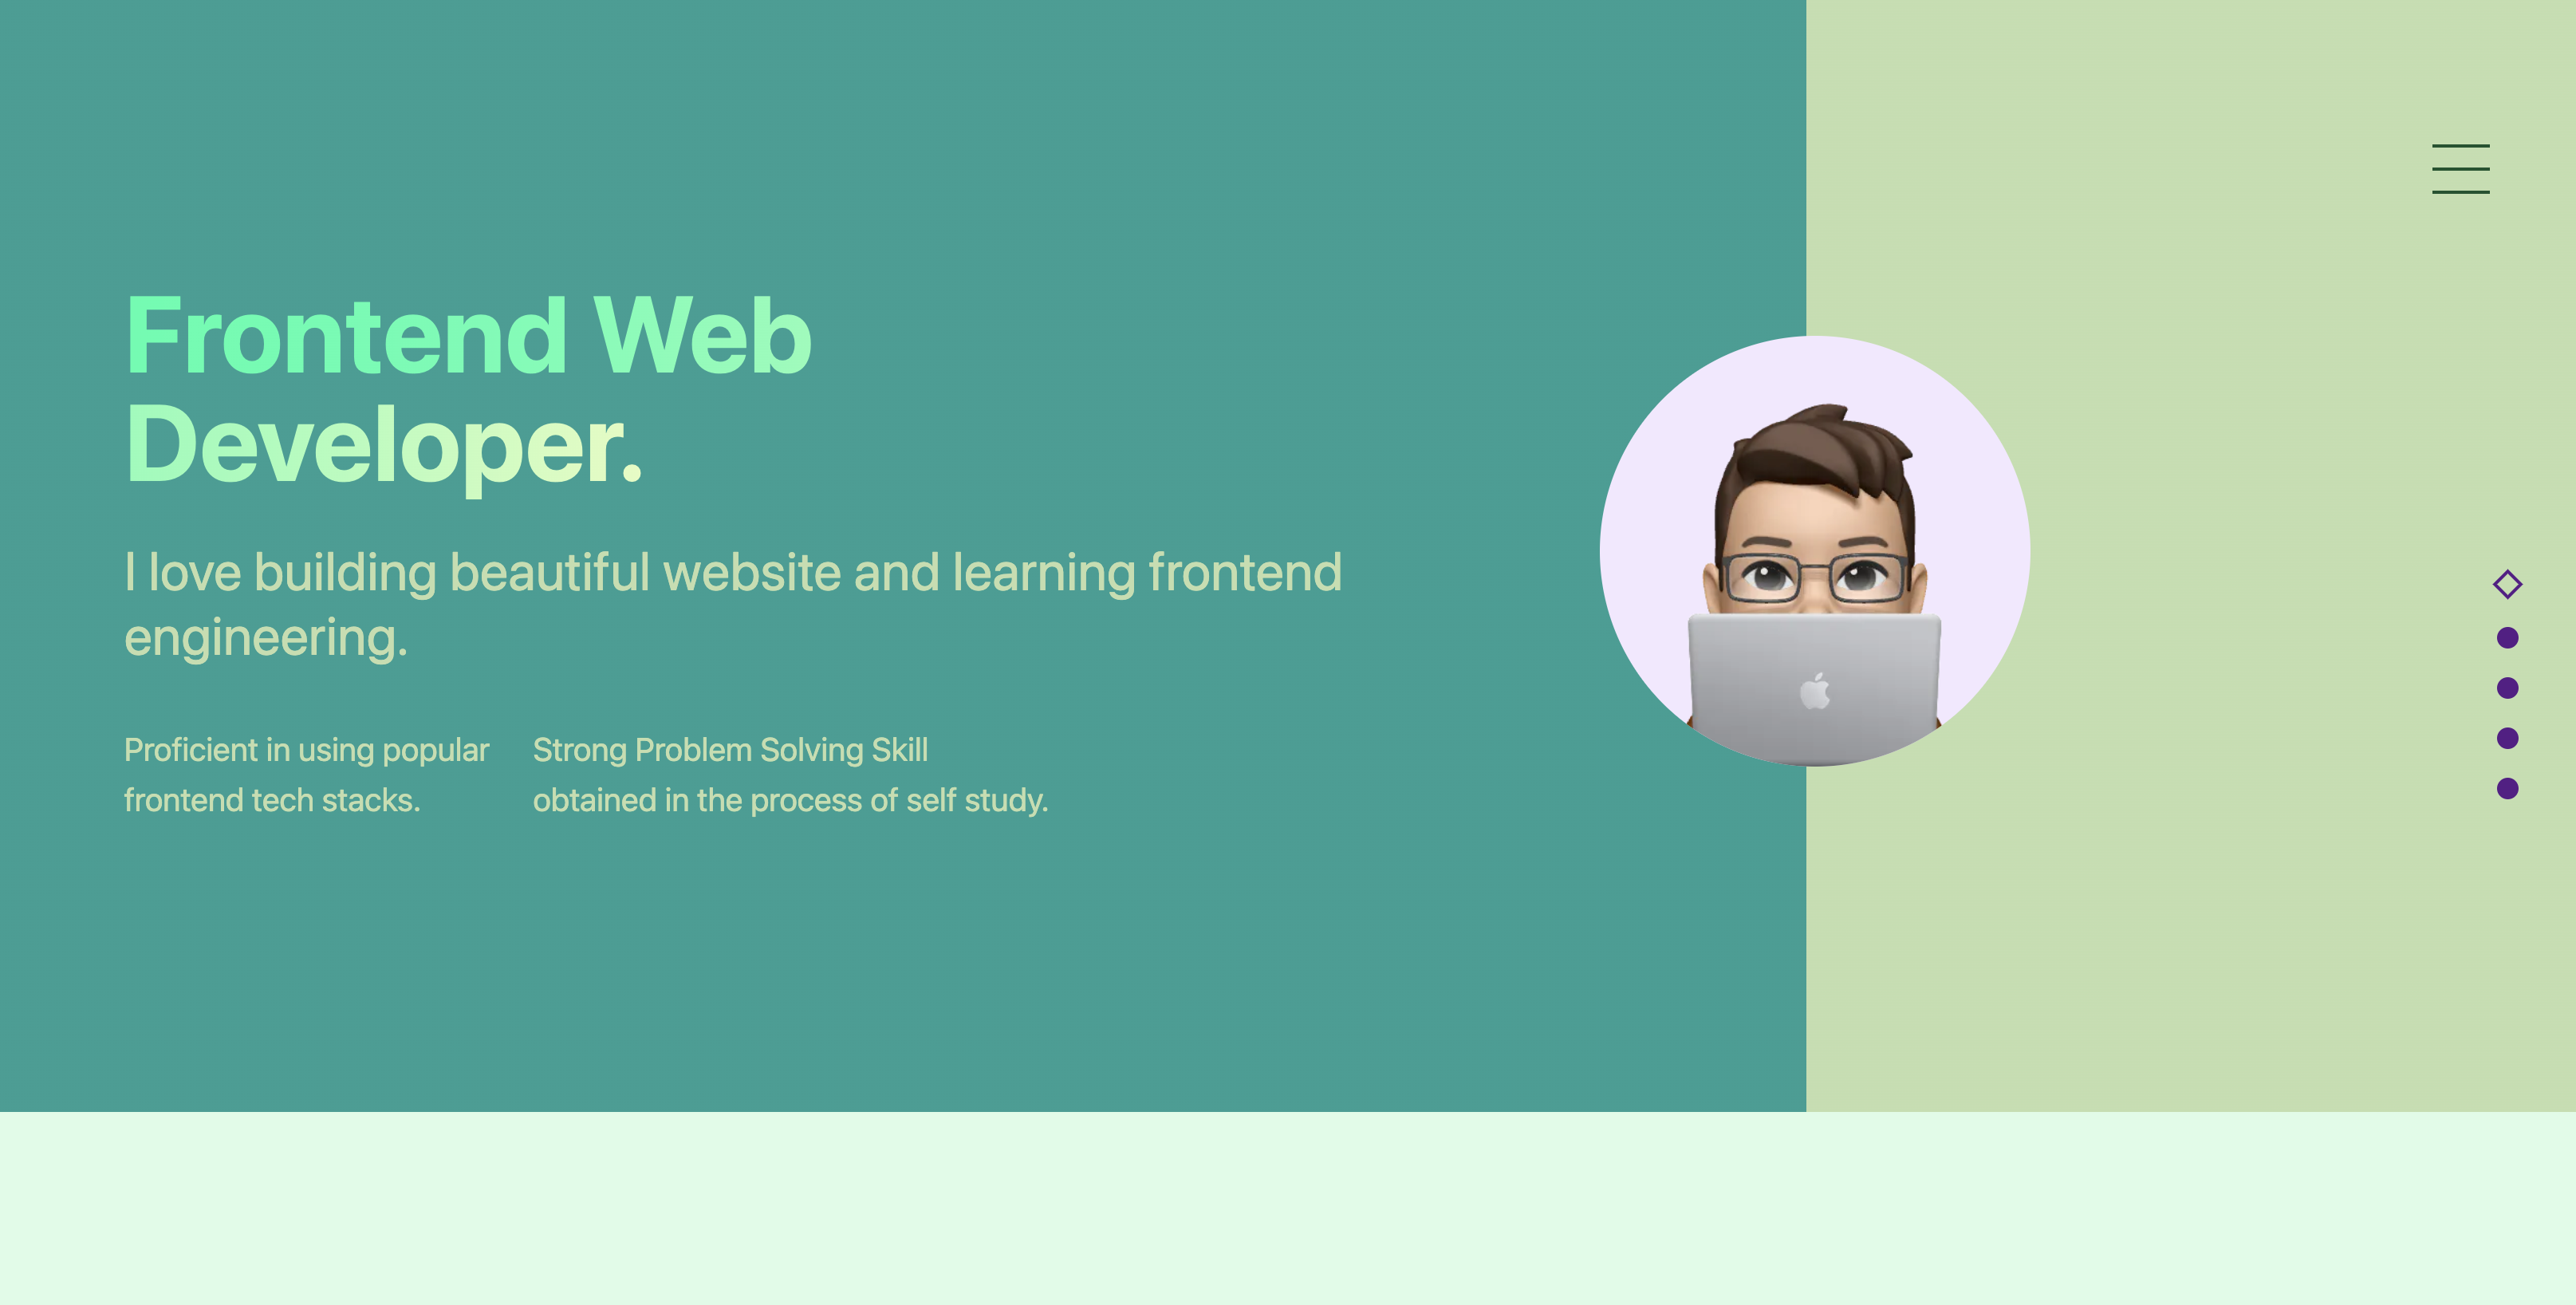 Frontend Web
Developer.
I love building beautiful website and learning frontend
engineering.
Proficient in using popular
frontend tech stacks.
Strong Problem Solving Skill
obtained in the process of self study.